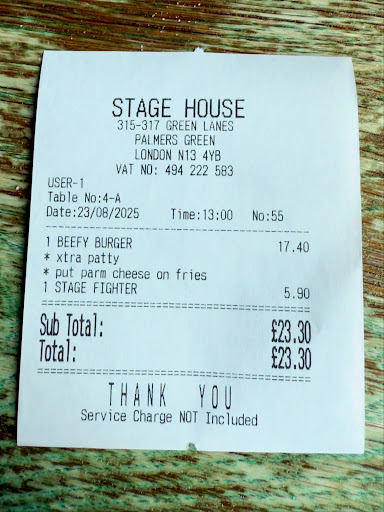 STAGE HOUSE
315-317 GREEN LANES
PALMERS GREEN
LONDON N13 4YB
VAT NO: 494 222 583
USER-1
Table No:4-A
Date:23/08/2025 Time:13:00 No:55
1 BEEFY BURGER 17.40
* xtra patty
* put parm cheese on fries
1 STAGE FIGHTER 5.90
Sub Total: £23.30
Total: £23.30
THANK YOU
Service Charge NOT Included